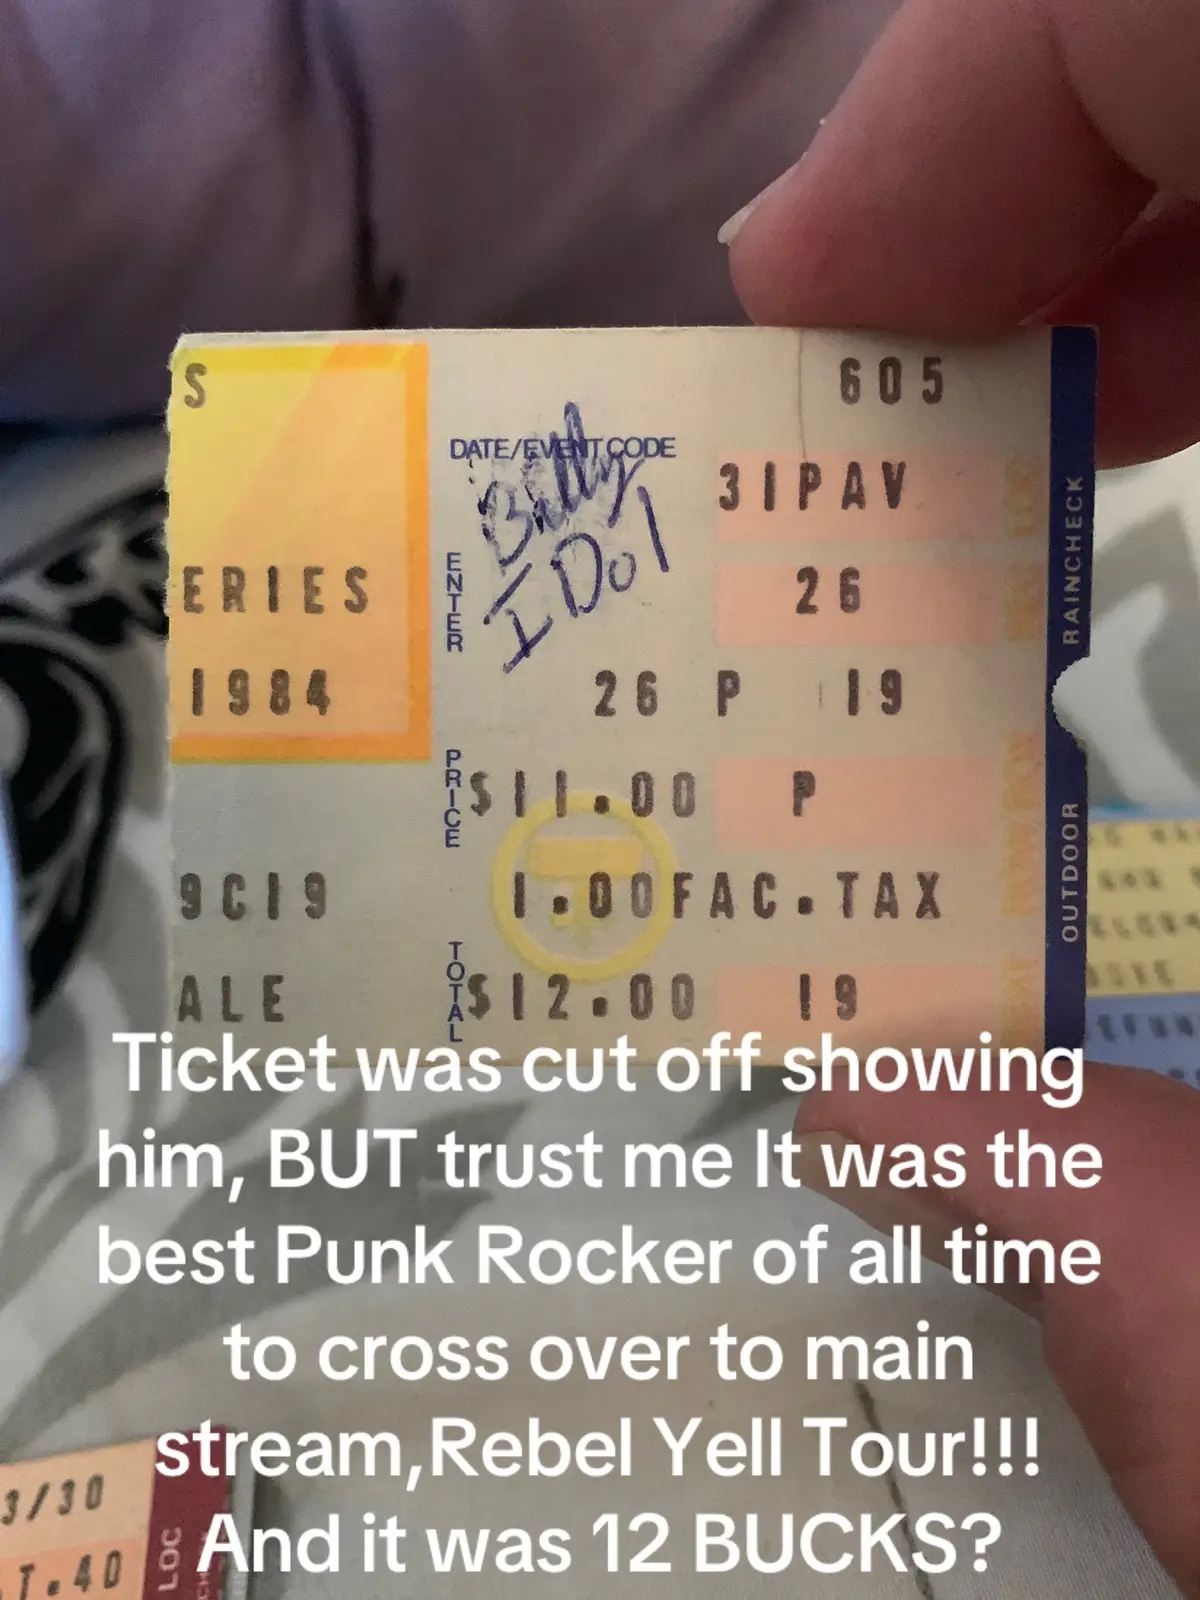 S
605
DATE/EVENT CODE
Billy
IDol
31PAV
ENTER
ERIES
26
1984
26 P 19
PRICE
$11.00 P
9C19
1.00FAC.TAX
TOTAL
ALE
$12.00 19
RAINCHECK
OUTDOOR
Ticket was cut off showing
him, BUT trust me It was the
best Punk Rocker of all time
to cross over to main
stream,Rebel Yell Tour!!!
And it was 12 BUCKS?
3/30
T.40
LOC